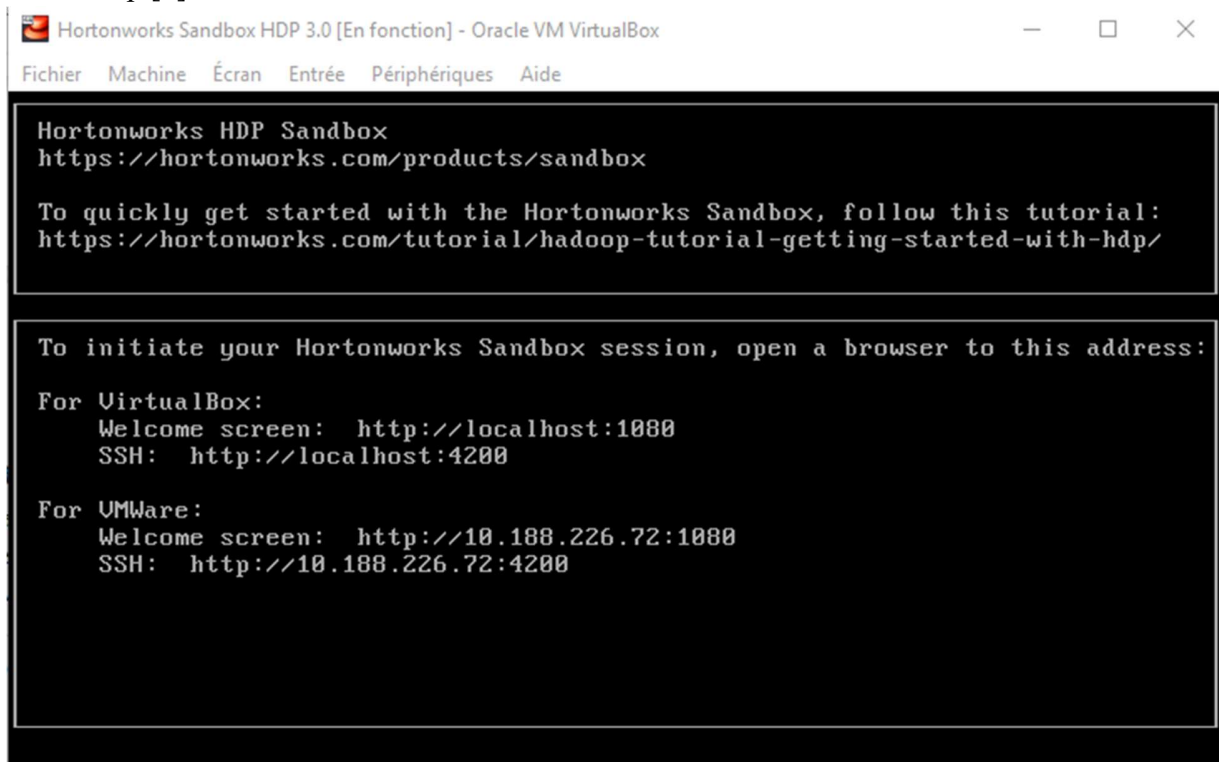 Hortonworks Sandbox HDP 3.0 [En fonction] - Oracle VM VirtualBox
Fichier Machine Écran Entrée Périphériques Aide
Hortonworks HDP Sandbox
https://hortonworks.com/products/sandbox
To quickly get started with the Hortonworks Sandbox, follow this tutorial:
https://hortonworks.com/tutorial/hadoop-tutorial-getting-started-with-hdp/
To initiate your Hortonworks Sandbox session, open a browser to this address:
For VirtualBox:
Welcome screen: http://localhost:1080
SSH: http://localhost:4200
For VMWare:
Welcome screen: http://10.188.226.72:1080
SSH: http://10.188.226.72:4200